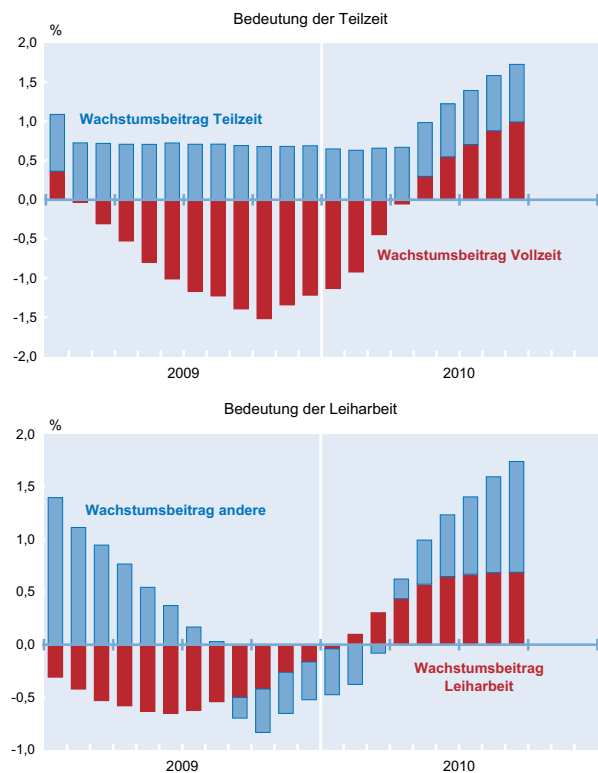 Bedeutung der Teilzeit
%
2,0
1,5
Wachstumsbeitrag Teilzeit
1,0
0,5
0,0
-0,5
Wachstumsbeitrag Vollzeit
-1,0
-1,5
-2,0
2009 2010
Bedeutung der Leiharbeit
%
2,0
1,5
Wachstumsbeitrag andere
1,0
0,5
0,0
Wachstumsbeitrag
Leiharbeit
-0,5
-1,0
2009 2010